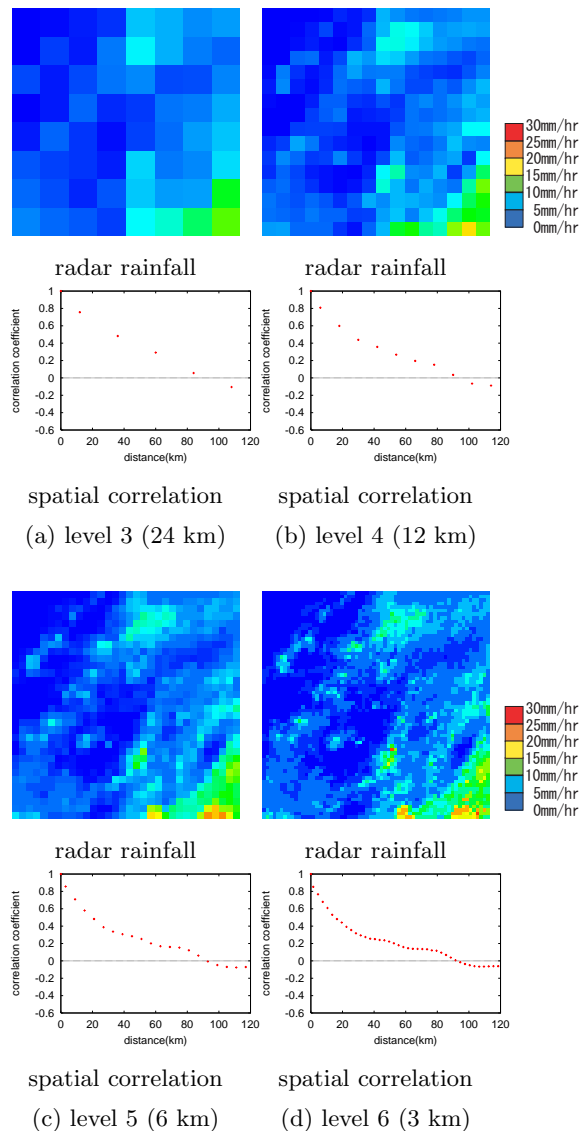 30mm/hr
25mm/hr
20mm/hr
15mm/hr
10mm/hr
5mm/hr
0mm/hr
radar rainfall radar rainfall
correlation coefficient
1
0.8
0.6
0.4
0.2
0
-0.2
-0.4
-0.6
0 20 40 60 80 100 120
distance(km)
correlation coefficient
1
0.8
0.6
0.4
0.2
0
-0.2
-0.4
-0.6
0 20 40 60 80 100 120
distance(km)
spatial correlation spatial correlation
(a) level 3 (24 km) (b) level 4 (12 km)
30mm/hr
25mm/hr
20mm/hr
15mm/hr
10mm/hr
5mm/hr
0mm/hr
radar rainfall radar rainfall
correlation coefficient
1
0.8
0.6
0.4
0.2
0
-0.2
-0.4
-0.6
0 20 40 60 80 100 120
distance(km)
correlation coefficient
1
0.8
0.6
0.4
0.2
0
-0.2
-0.4
-0.6
0 20 40 60 80 100 120
distance(km)
spatial correlation spatial correlation
(c) level 5 (6 km) (d) level 6 (3 km)